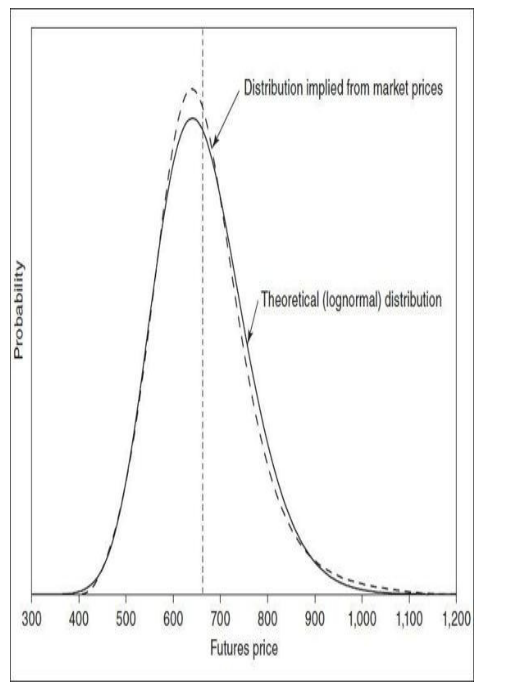 Distribution implied from market prices
Theoretical (lognormal) distribution
Probability
300 400 500 600 700 800 900 1,000 1,100 1,200
Futures price